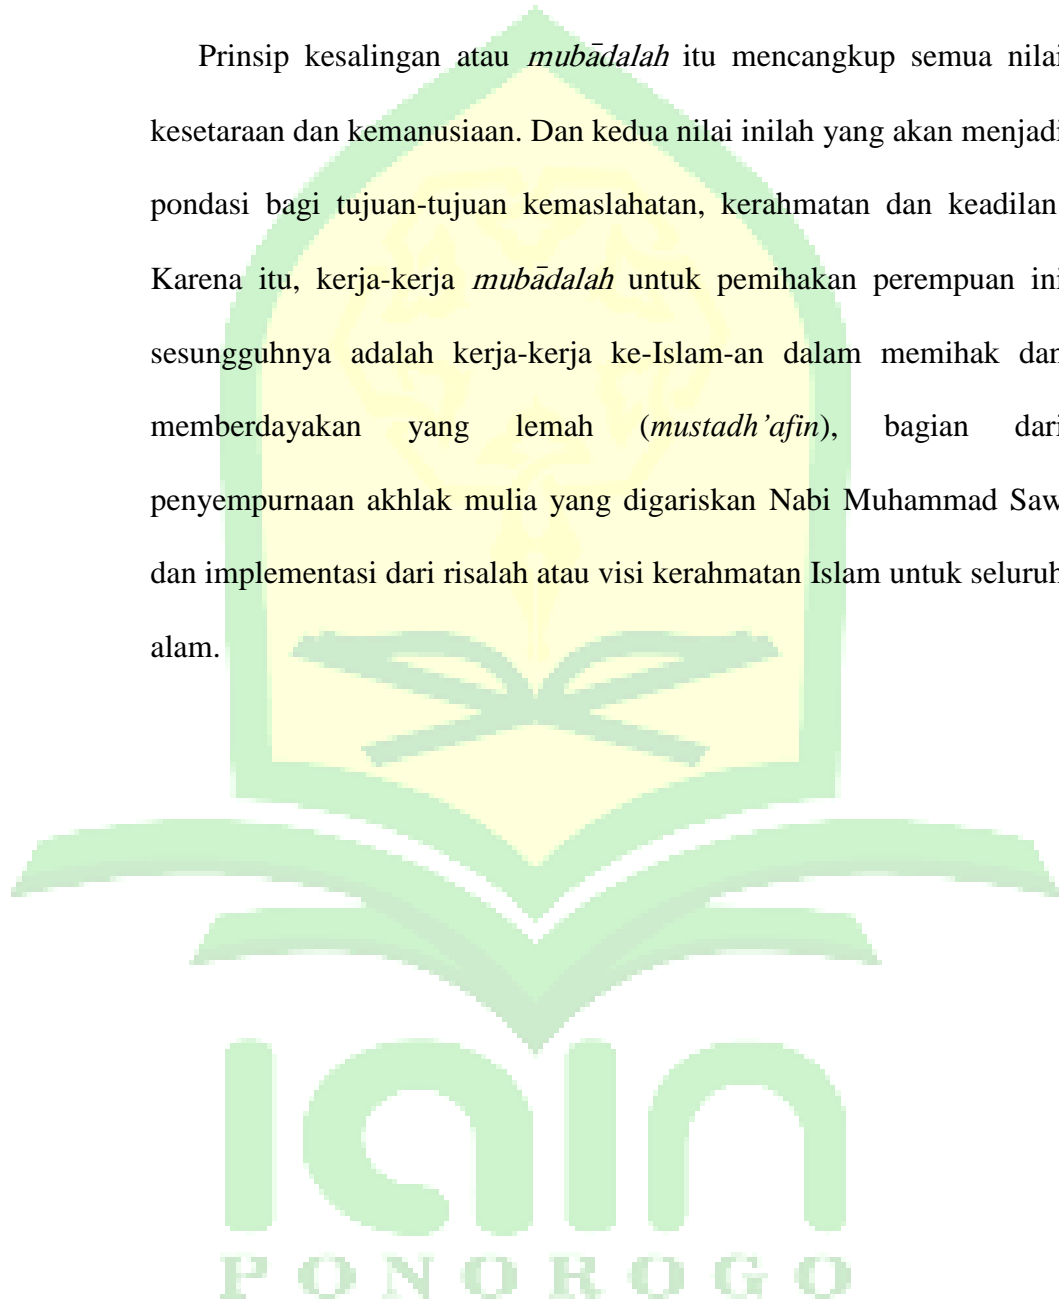 Prinsip kesalingan atau mubādalah itu mencangkup semua nilai
kesetaraan dan kemanusiaan. Dan kedua nilai inilah yang akan menjadi
pondasi bagi tujuan-tujuan kemaslahatan, kerahmatan dan keadilan
Karena itu, kerja-kerja mubādalah untuk pemihakan perempuan ini
sesungguhnya adalah kerja-kerja ke-Islam-an dalam memihak dan
memberdayakan yang lemah (mustadh’afin), bagian dari
penyempurnaan akhlak mulia yang digariskan Nabi Muhammad Saw
dan implementasi dari risalah atau visi kerahmatan Islam untuk seluruh
alam.
IAIN
PONOROGO